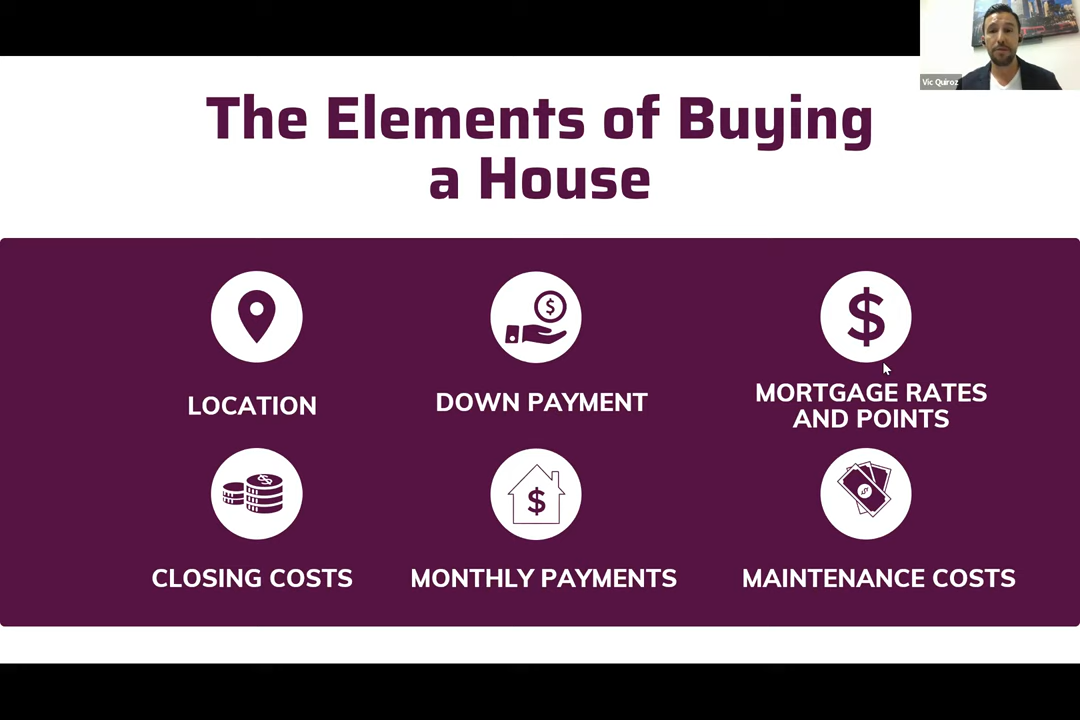 Vic Quiroz
The Elements of Buying
a House
LOCATION
DOWN PAYMENT
MORTGAGE RATES
AND POINTS
CLOSING COSTS
MONTHLY PAYMENTS
MAINTENANCE COSTS